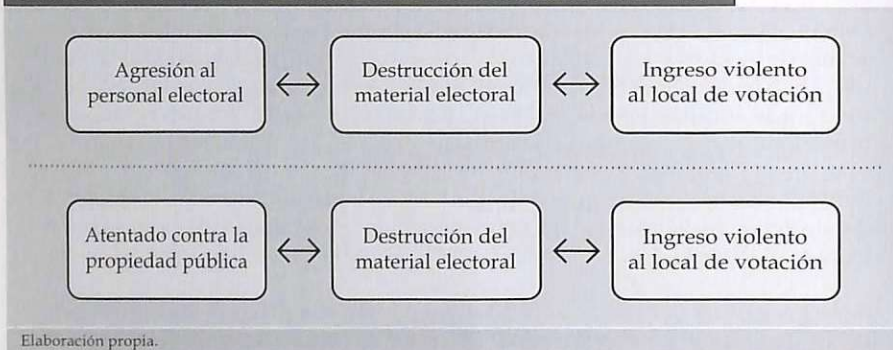 Agresión al
personal electoral
Destrucción del
material electoral
Ingreso violento
al local de votación
Atentado contra la
propiedad pública
Destrucción del
material electoral
Ingreso violento
al local de votación
Elaboración propia.